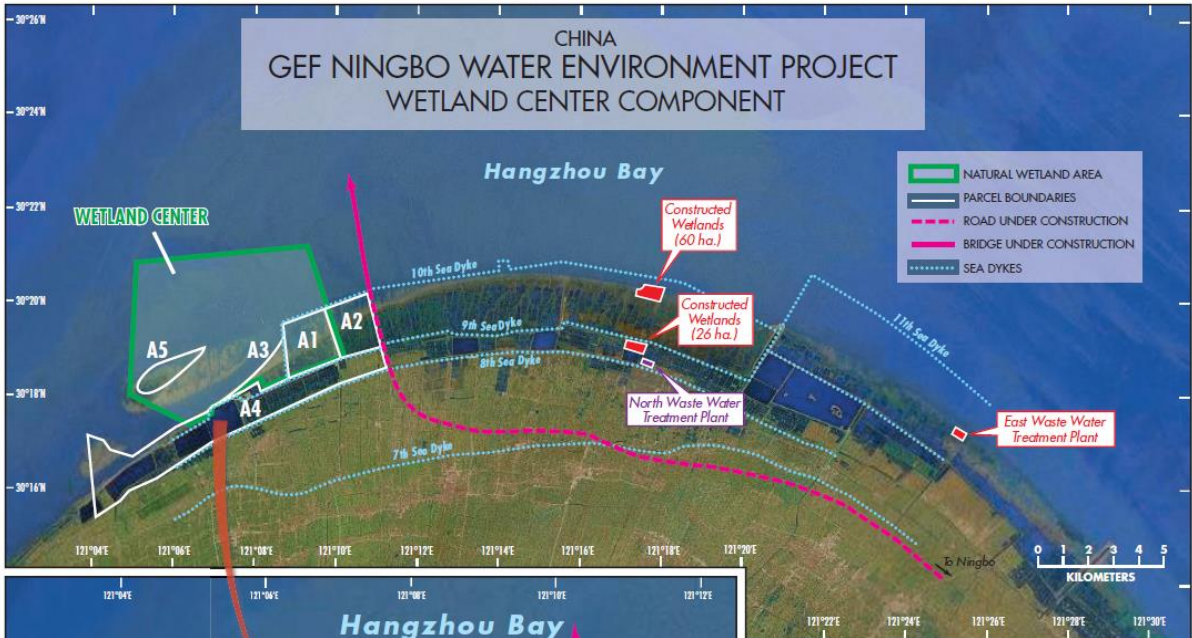 CHINA
GEF NINGBO WATER ENVIRONMENT PROJECT
WETLAND CENTER COMPONENT
30°26'N
30°24'N
30°22'N
30°20'N
30°18'N
30°16'N
Hangzhou Bay
NATURAL WETLAND AREA
PARCEL BOUNDARIES
ROAD UNDER CONSTRUCTION
BRIDGE UNDER CONSTRUCTION
SEA DYKES
WETLAND CENTER
Constructed
Wetlands
(60 ha.)
10th Sea Dyke
Constructed
Wetlands
(26 ha.)
11th Sea Dyke
9th Sea Dyke
8th Sea Dyke
A1
A2
A3
A5
A4
North Waste Water
Treatment Plant
East Waste Water
Treatment Plant
7th Sea Dyke
To Ningbo
121°04'E
121°06'E
121°08'E
121°10'E
121°12'E
121°14'E
121°16'E
121°18'E
121°20'E
121°22'E
121°24'E
121°26'E
121°28'E
121°30'E
0 1 2 3 4 5
KILOMETERS
121°04'E
121°06'E
121°08'E
121°10'E
121°12'E
Hangzhou Bay